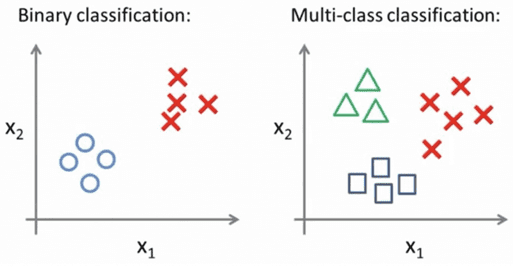 Binary classification:
Multi-class classification:
x2
x1
x2
x1